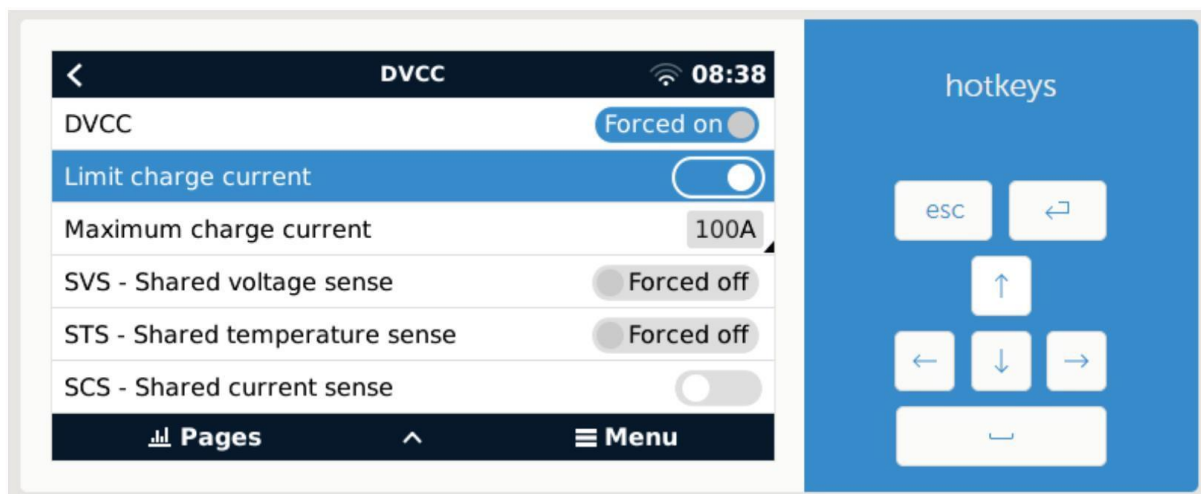 DVCC 08:38
DVCC Forced on
Limit charge current
Maximum charge current 100A
SVS - Shared voltage sense Forced off
STS - Shared temperature sense Forced off
SCS - Shared current sense
Pages Menu
hotkeys
esc